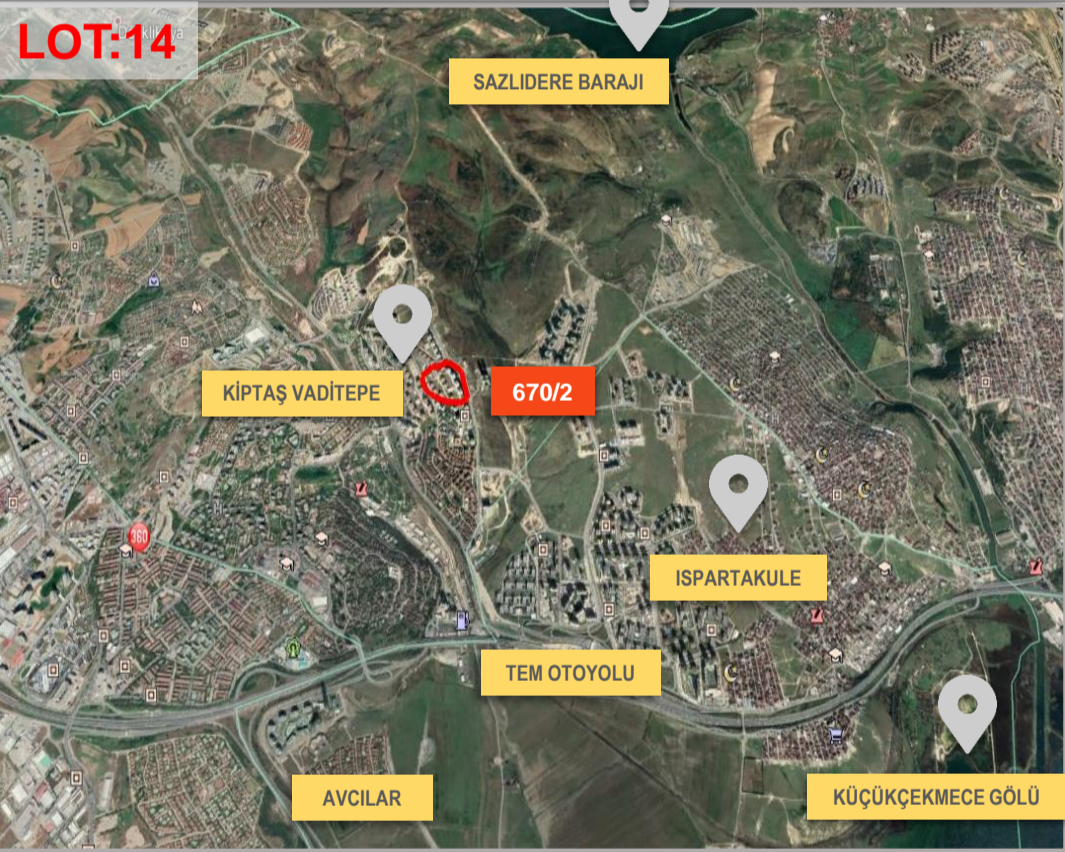 LOT:14
SAZLIDERE BARAJI
KİPTAŞ VADİTEPE
670/2
360
ISPARTAKULE
TEM OTOYOLU
AVCILAR
KÜÇÜKÇEKMECE GÖLÜ